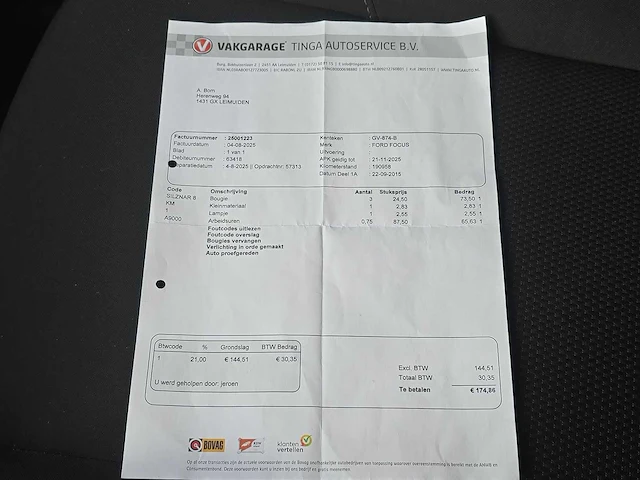 VAKGARAGE TINGA AUTOSERVICE B.V.
A. Bom
Herenweg 94
1431 GX LEIMUIDEN
Factuurnummer : 25001223
Factuurdatum : 04-08-2025
Blad : 1 van 1
Debiteurnummer : 63418
Reparatiedatum : 4-8-2025 || Opdrachtnr: 57313
Kenteken : GV-874-B
Merk : FORD FOCUS
Uitvoering :
APK geldig tot : 21-11-2025
Kilometerstand : 190958
Datum Deel 1A : 22-09-2015
Code Omschrijving Aantal Stuksprijs Bedrag
SILZNAR 8 Bougie 3 24,50 73,50 1
KM Kleinmateriaal 1 2,83 2,83 1
1 Lampje 1 2,55 2,55 1
A9000 Arbeidsuren 0,75 87,50 65,63 1
Foutcodes uitlezen
Foutcode overslag
Bougies vervangen
Verlichting in orde gemaakt
Auto proefgereden
Btwcode % Grondslag BTW Bedrag
1 21,00 € 144,51 € 30,35
U werd geholpen door: jeroen
Excl. BTW 144,51
Totaal BTW 30,35
Te betalen € 174,86
BOVAG
klanten
vertellen